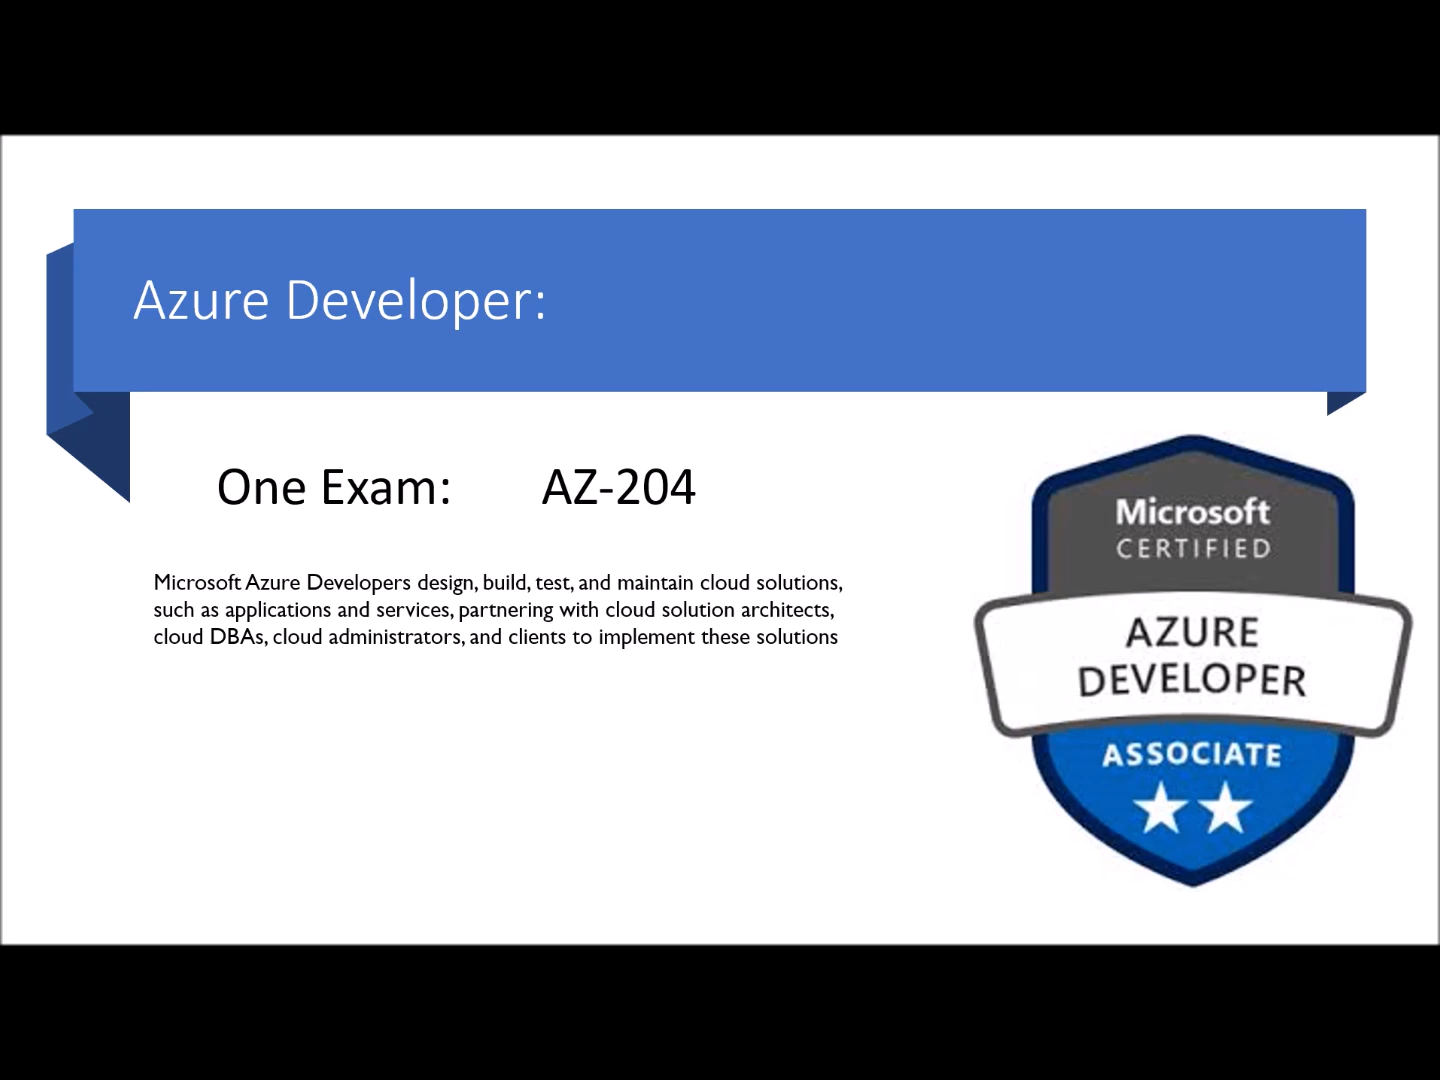 Azure Developer:
One Exam: AZ-204
Microsoft Azure Developers design, build, test, and maintain cloud solutions,
such as applications and services, partnering with cloud solution architects,
cloud DBAs, cloud administrators, and clients to implement these solutions
Microsoft
CERTIFIED
AZURE
DEVELOPER
ASSOCIATE